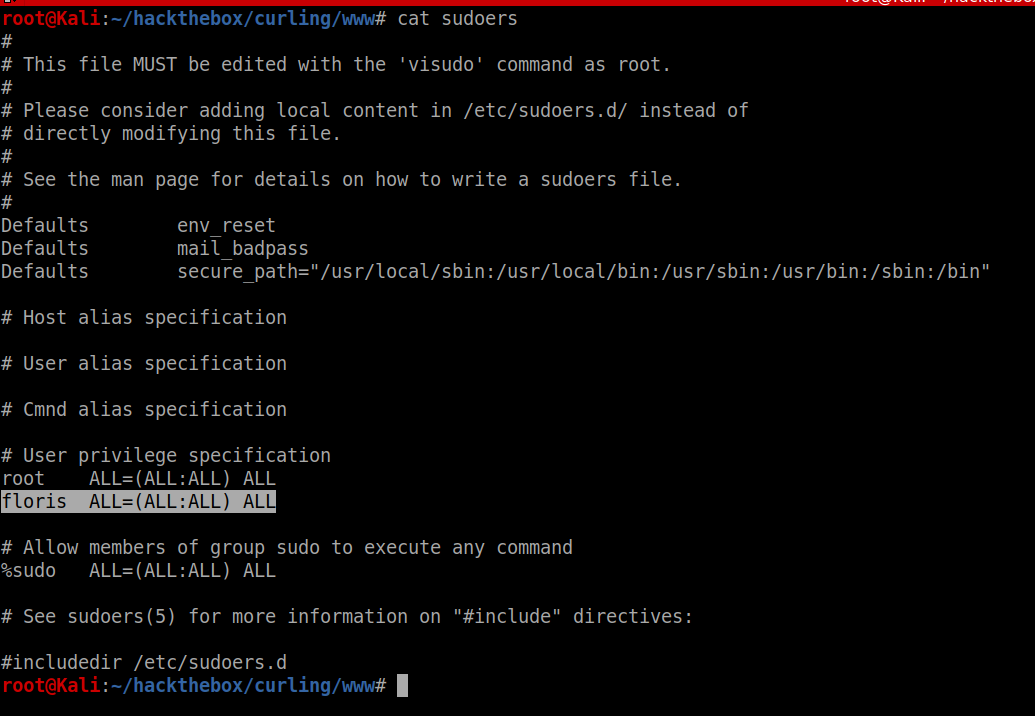 root@Kali:~/hackthebox/curling/www# cat sudoers
#
# This file MUST be edited with the 'visudo' command as root.
#
# Please consider adding local content in /etc/sudoers.d/ instead of
# directly modifying this file.
#
# See the man page for details on how to write a sudoers file.
#
Defaults        env_reset
Defaults        mail_badpass
Defaults        secure_path="/usr/local/sbin:/usr/local/bin:/usr/sbin:/usr/bin:/sbin:/bin"
# Host alias specification
# User alias specification
# Cmnd alias specification
# User privilege specification
root    ALL=(ALL:ALL) ALL
floris  ALL=(ALL:ALL) ALL
# Allow members of group sudo to execute any command
%sudo   ALL=(ALL:ALL) ALL
# See sudoers(5) for more information on "#include" directives:
#includedir /etc/sudoers.d
root@Kali:~/hackthebox/curling/www#